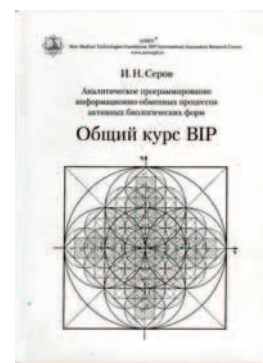 И. Н. Серов
Аналитическое программирование
информационно-обменных процессов
активных биологических форм
Общий курс BIP